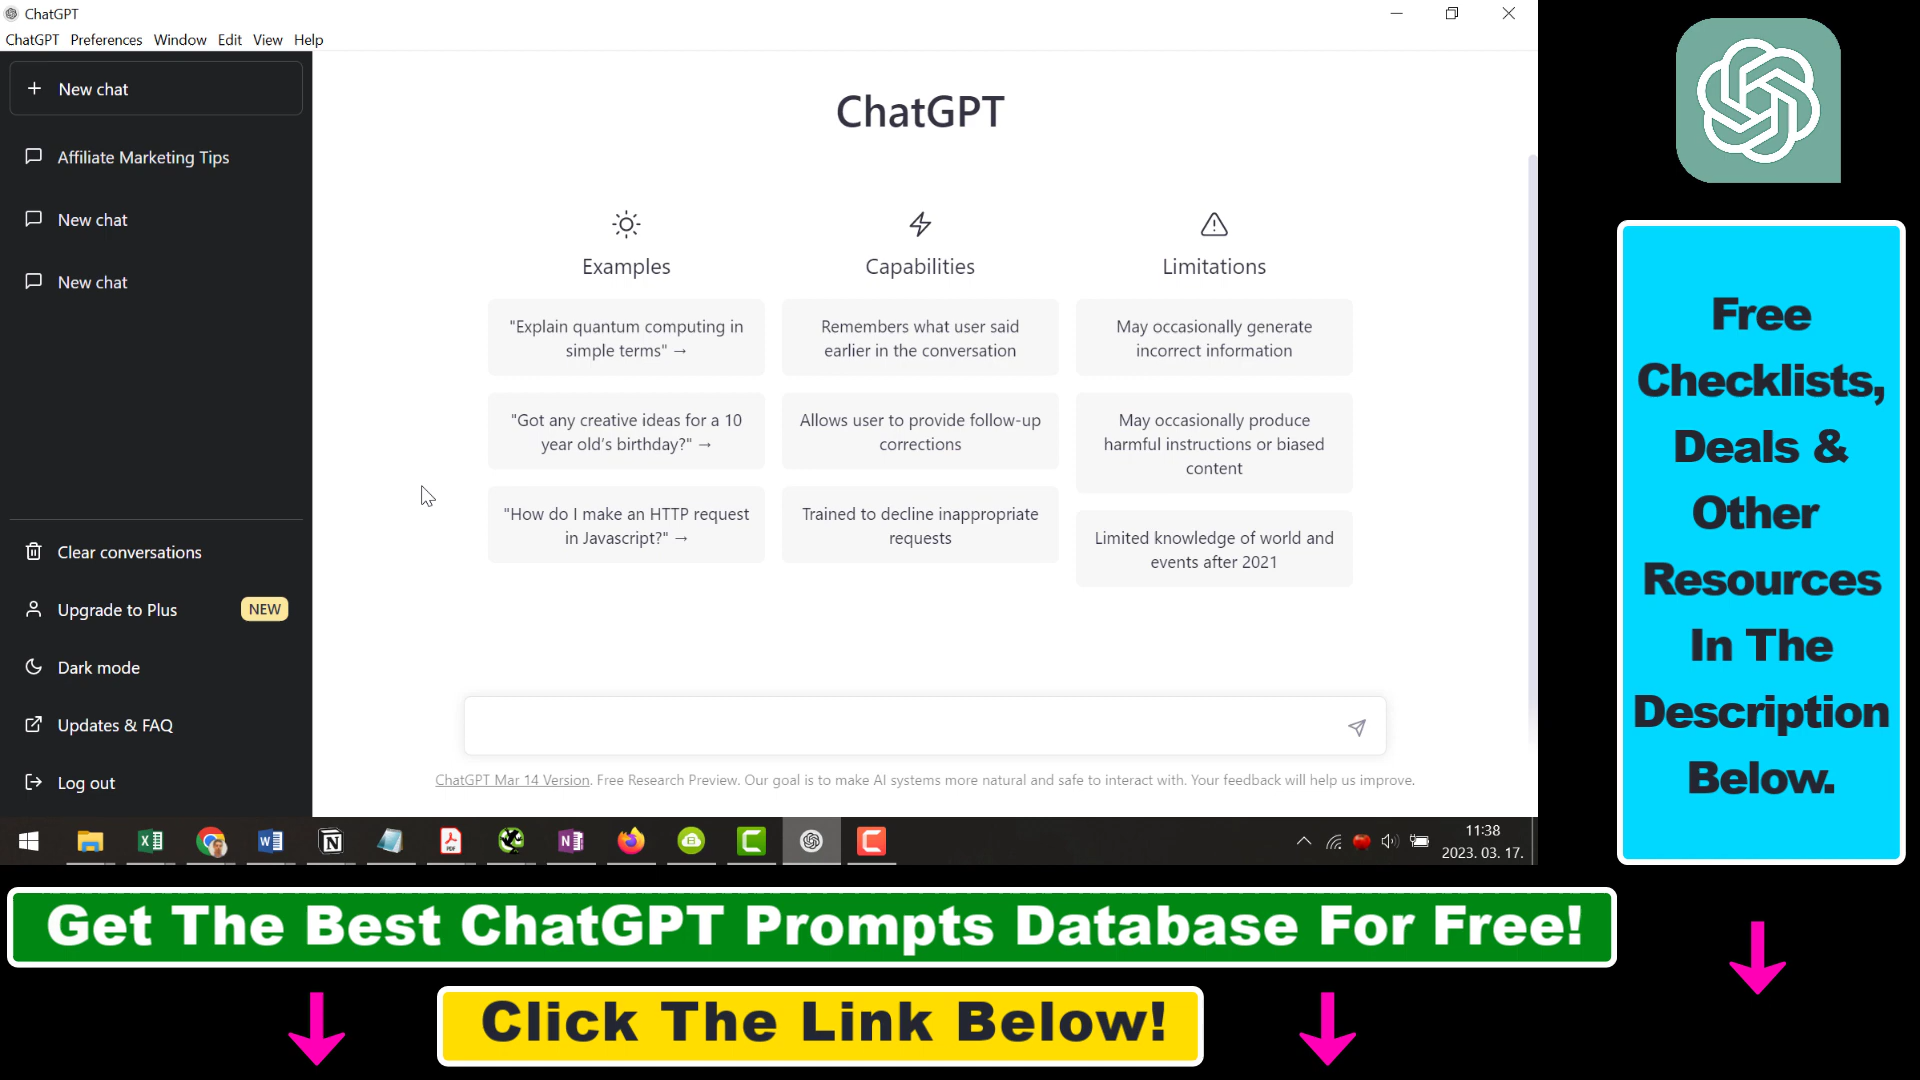 ChatGPT
ChatGPT Preferences Window Edit View Help
New chat
Affiliate Marketing Tips
New chat
New chat
Clear conversations
Upgrade to Plus NEW
Dark mode
Updates & FAQ
Log out
ChatGPT
Examples
"Explain quantum computing in
simple terms" →
"Got any creative ideas for a 10
year old's birthday?" →
"How do I make an HTTP request
in Javascript?" →
Capabilities
Remembers what user said
earlier in the conversation
Allows user to provide follow-up
corrections
Trained to decline inappropriate
requests
Limitations
May occasionally generate
incorrect information
May occasionally produce
harmful instructions or biased
content
Limited knowledge of world and
events after 2021
ChatGPT Mar 14 Version. Free Research Preview. Our goal is to make AI systems more natural and safe to interact with. Your feedback will help us improve.
11:38
2023. 03. 17.
Free
Checklists,
Deals &
Other
Resources
In The
Description
Below.
Get The Best ChatGPT Prompts Database For Free!
Click The Link Below!